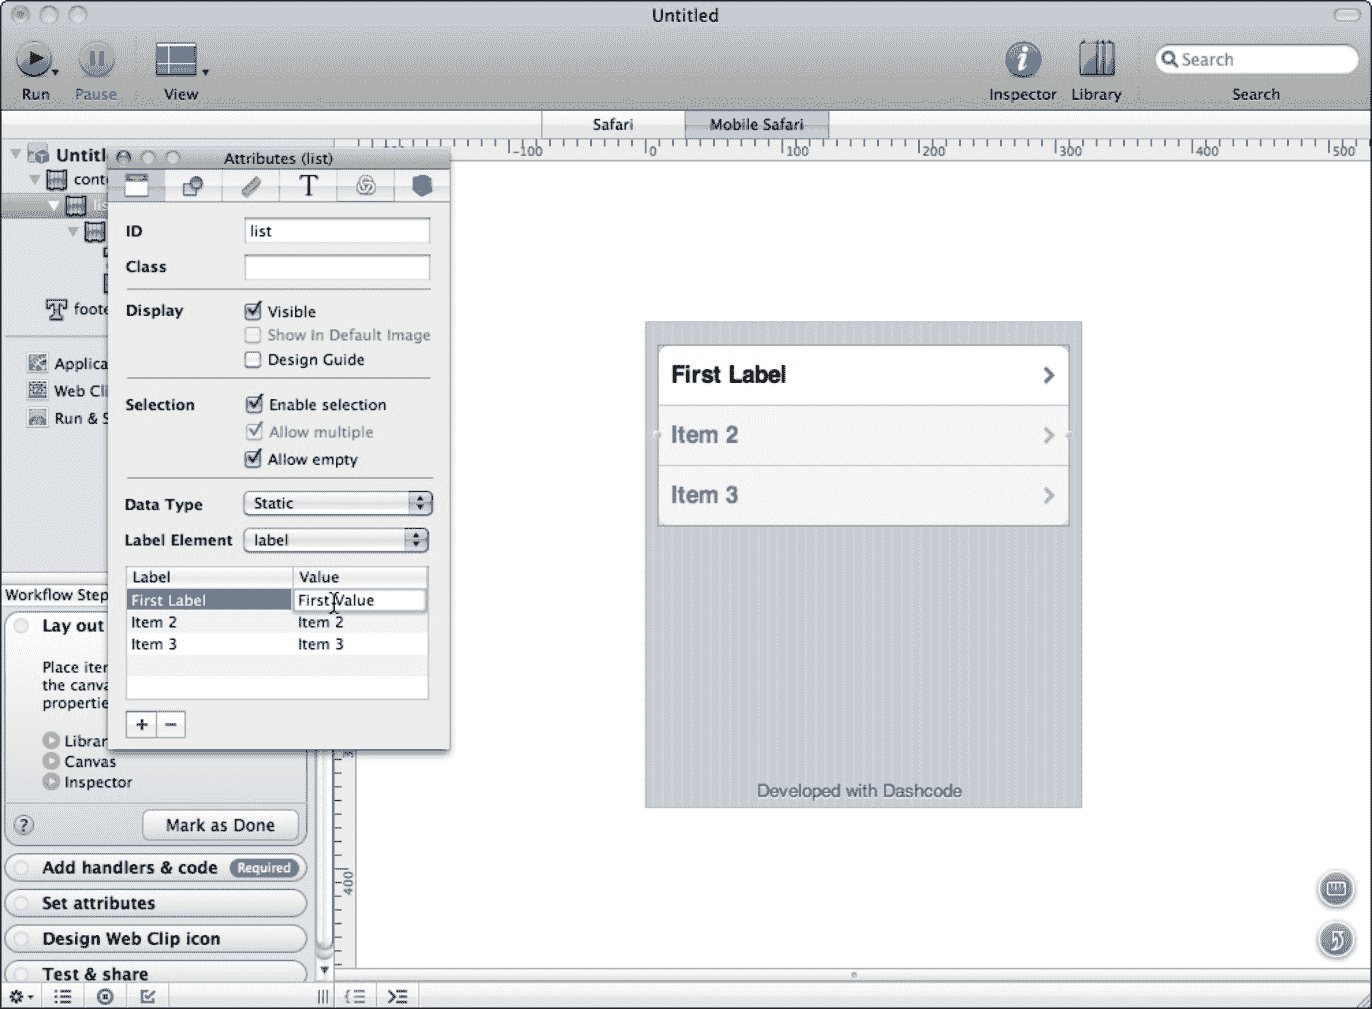 Untitled
Run
Pause
View
Inspector
Library
Search
Search
Safari
Mobile Safari
-100
0
100
200
300
400
500
Untitl
conte
lis
foote
Applica
Web Cli
Run & S
Attributes (list)
T
ID
list
Class
Display
Visible
Show In Default Image
Design Guide
Selection
Enable selection
Allow multiple
Allow empty
Data Type
Static
Label Element
label
Label
Value
First Label
First Value
Item 2
Item 2
Item 3
Item 3
+
−
First Label
Item 2
Item 3
Developed with Dashcode
Workflow Step
Lay out
Place iter
the canva
propertie
Librar
Canvas
Inspector
?
Mark as Done
Add handlers & code
Required
Set attributes
Design Web Clip icon
Test & share
400